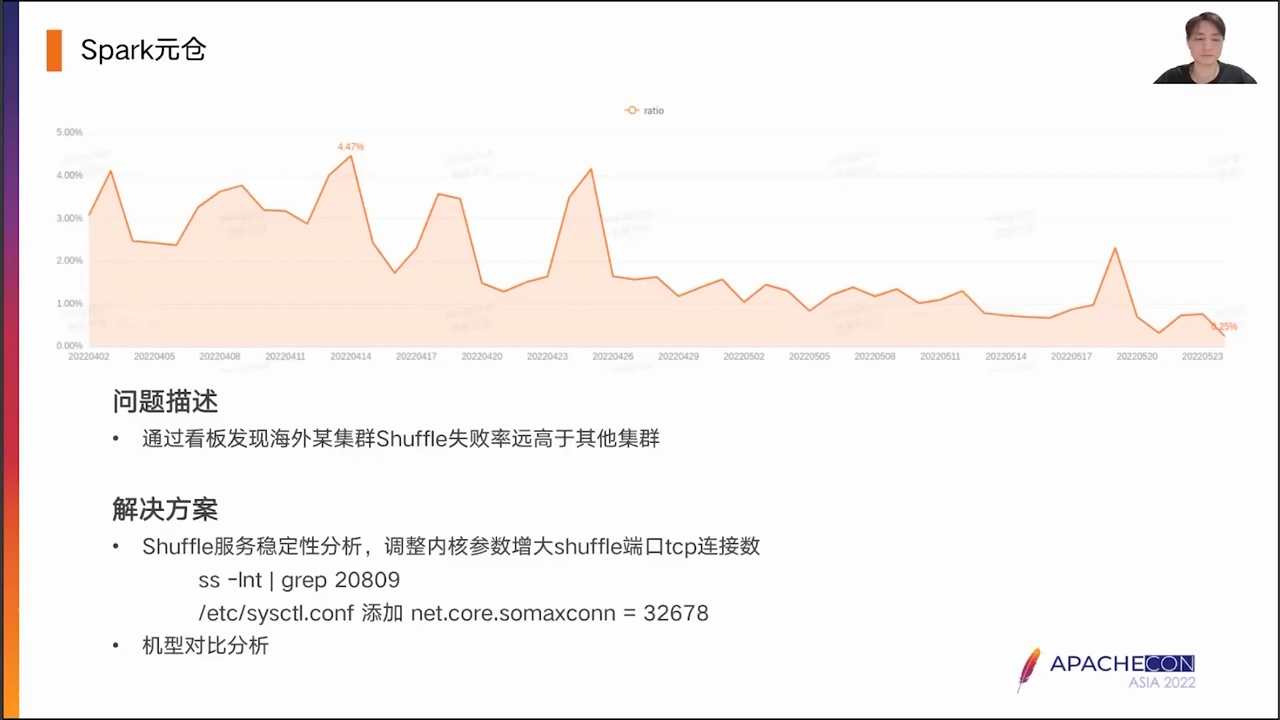 Spark元仓
ratio
5.00%
4.47%
4.00%
3.00%
2.00%
1.00%
0.25%
0.00%
20220402 20220405 20220408 20220411 20220414 20220417 20220420 20220423 20220426 20220429 20220502 20220505 20220508 20220511 20220514 20220517 20220520 20220523
问题描述
• 通过看板发现海外某集群Shuffle失败率远高于其他集群
解决方案
• Shuffle服务稳定性分析，调整内核参数增大shuffle端口tcp连接数
ss -lnt | grep 20809
/etc/sysctl.conf 添加 net.core.somaxconn = 32678
• 机型对比分析
APACHECON
ASIA 2022